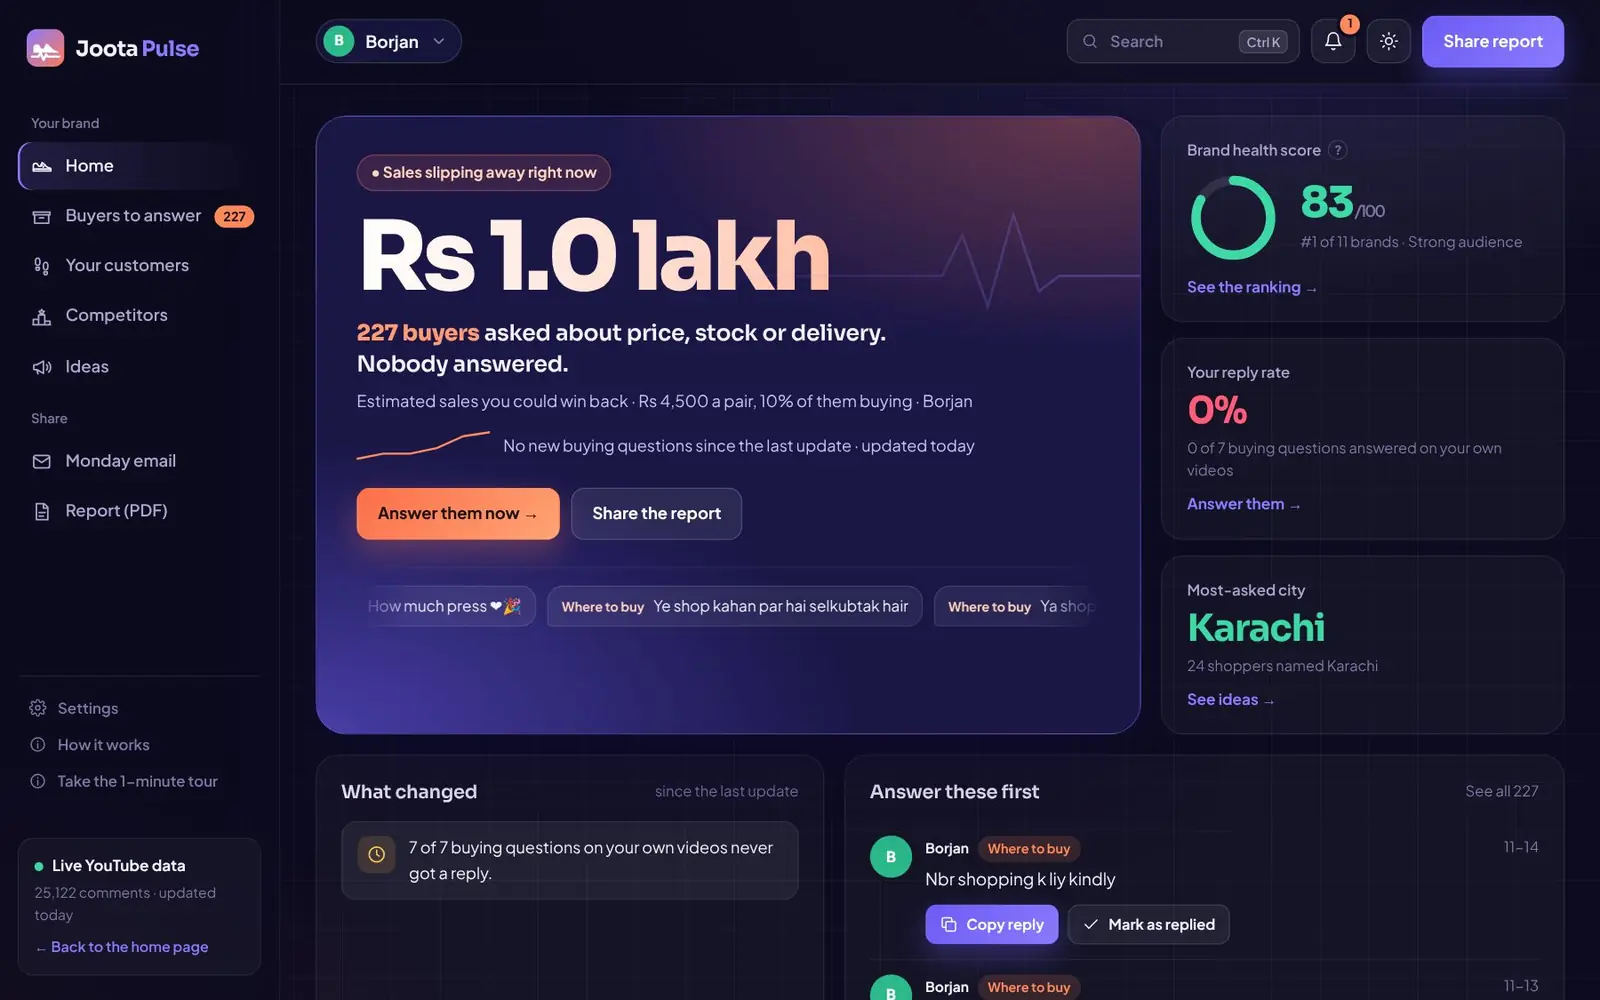 Joota Pulse
Your brand
Home
Buyers to answer 227
Your customers
Competitors
Ideas
Share
Monday email
Report (PDF)
Settings
How it works
Take the 1-minute tour
Live YouTube data
25,122 comments · updated
today
← Back to the home page
B Borjan
Search Ctrl K
1
Share report
• Sales slipping away right now
Rs 1.0 lakh
227 buyers asked about price, stock or delivery.
Nobody answered.
Estimated sales you could win back · Rs 4,500 a pair, 10% of them buying · Borjan
No new buying questions since the last update · updated today
Answer them now →
Share the report
How much press ❤🎉
Where to buy Ye shop kahan par hai selkubtak hair
Where to buy Ya shop
Brand health score ?
83/100
#1 of 11 brands · Strong audience
See the ranking →
Your reply rate
0%
0 of 7 buying questions answered on your own
videos
Answer them →
Most-asked city
Karachi
24 shoppers named Karachi
See ideas →
What changed since the last update
7 of 7 buying questions on your own videos never
got a reply.
Answer these first See all 227
B Borjan Where to buy 11-14
Nbr shopping k liy kindly
Copy reply
Mark as replied
B Borjan Where to buy 11-13